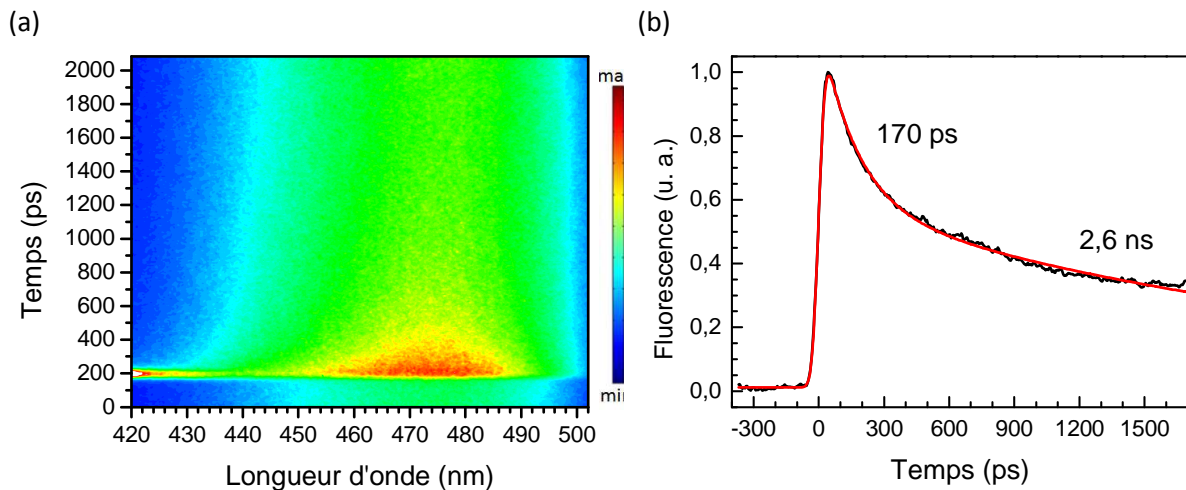 (a)
2000
1800
1600
1400
1200
1000
800
600
400
200
0
Temps (ps)
420 430 440 450 460 470 480 490 500
Longueur d'onde (nm)
ma
mi
(b)
1,0
0,8
0,6
0,4
0,2
0,0
Fluorescence (u. a.)
170 ps
2,6 ns
-300 0 300 600 900 1200 1500
Temps (ps)